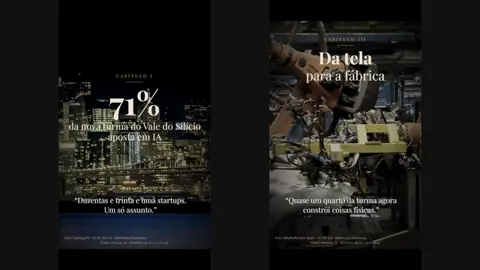 CAPÍTULO I
71%
da nova turma do Vale do Silício
aposta em IA
“Duzentas e trinta e uma startups.
Um só assunto.”
CAPÍTULO III
Da tela
para a fábrica
“Quase um quarto da turma agora
constrói coisas físicas.”